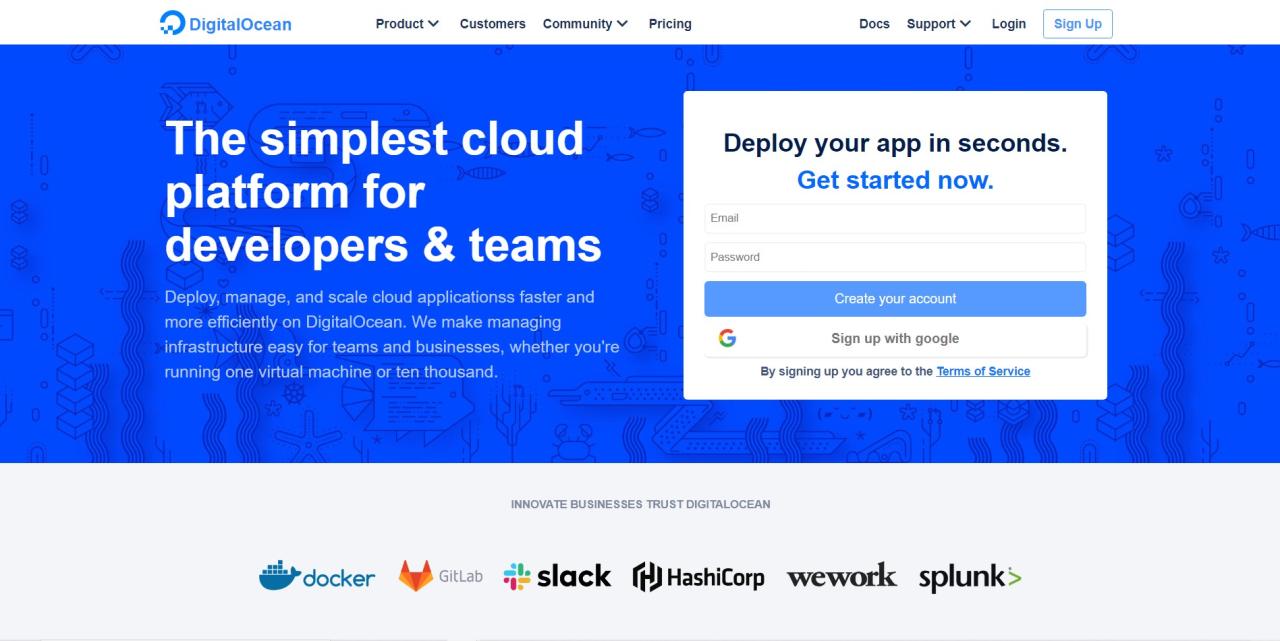 DigitalOcean Product Customers Community Pricing Docs Support Login Sign Up
The simplest cloud
platform for
developers & teams
Deploy, manage, and scale cloud applicationss faster and
more efficiently on DigitalOcean. We make managing
infrastructure easy for teams and businesses, whether you're
running one virtual machine or ten thousand.
Deploy your app in seconds.
Get started now.
Email
Password
Create your account
Sign up with google
By signing up you agree to the Terms of Service
INNOVATE BUSINESSES TRUST DIGITALOCEAN
docker GitLab slack HashiCorp wework splunk>